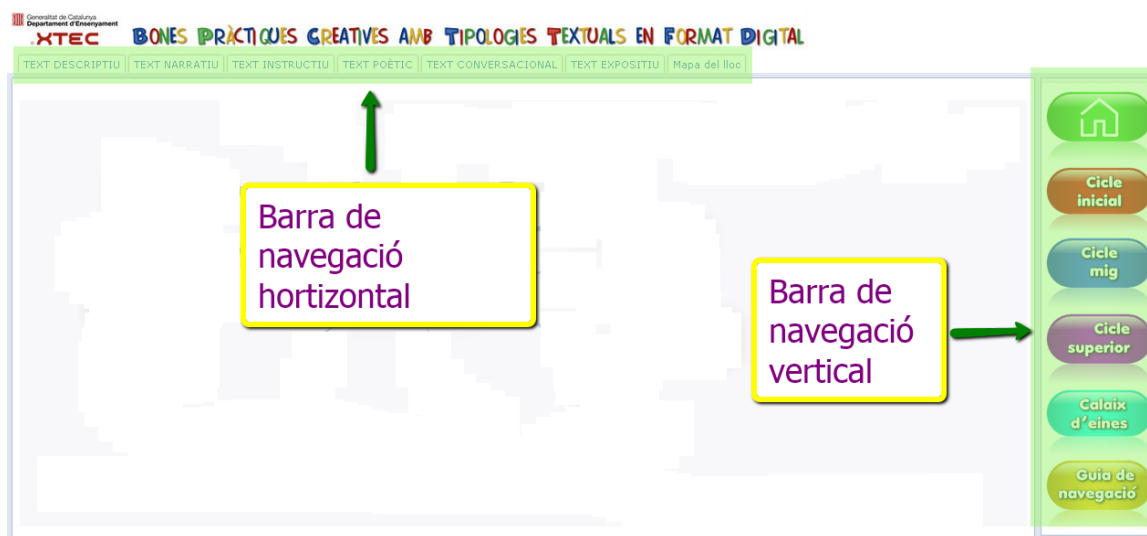 Generalitat de Catalunya
Departament d'Ensenyament
XTEC
BONES PRÀCTIQUES CREATIVES AMB TIPOLOGIES TEXTUALS EN FORMAT DIGITAL
TEXT DESCRIPTIU TEXT NARRATIU TEXT INSTRUCTIU TEXT POÈTIC TEXT CONVERSACIONAL TEXT EXPOSITIU Mapa del lloc
Barra de
navegació
hortizontal
Barra de
navegació
vertical
Cicle
inicial
Cicle
mig
Cicle
superior
Calaix
d'eines
Guia de
navegació